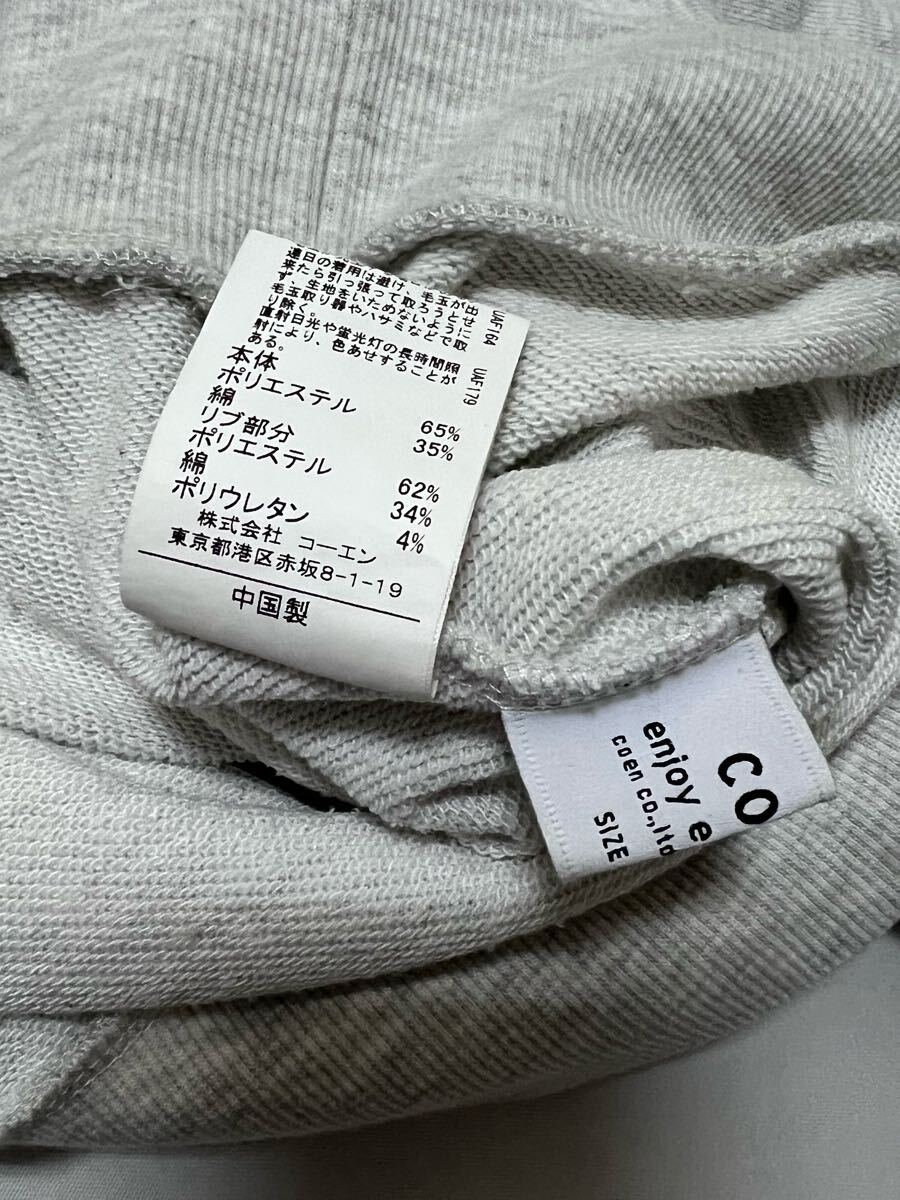 連日の着用は避け、毛玉が出
来たら引っ張って取ろうとせ
ず、生地をいためないように
毛玉取り器やハサミなどで取
り除く。
直射日光や蛍光灯の長時間照
射により、色あせすることが
ある。
UAF164
UAF179
本体
ポリエステル 65%
綿 35%
リブ部分
ポリエステル 62%
綿 34%
ポリウレタン 4%
株式会社 コーエン
東京都港区赤坂8-1-19
中国製
CO
enjoy e
coen co.,ltd
SIZE